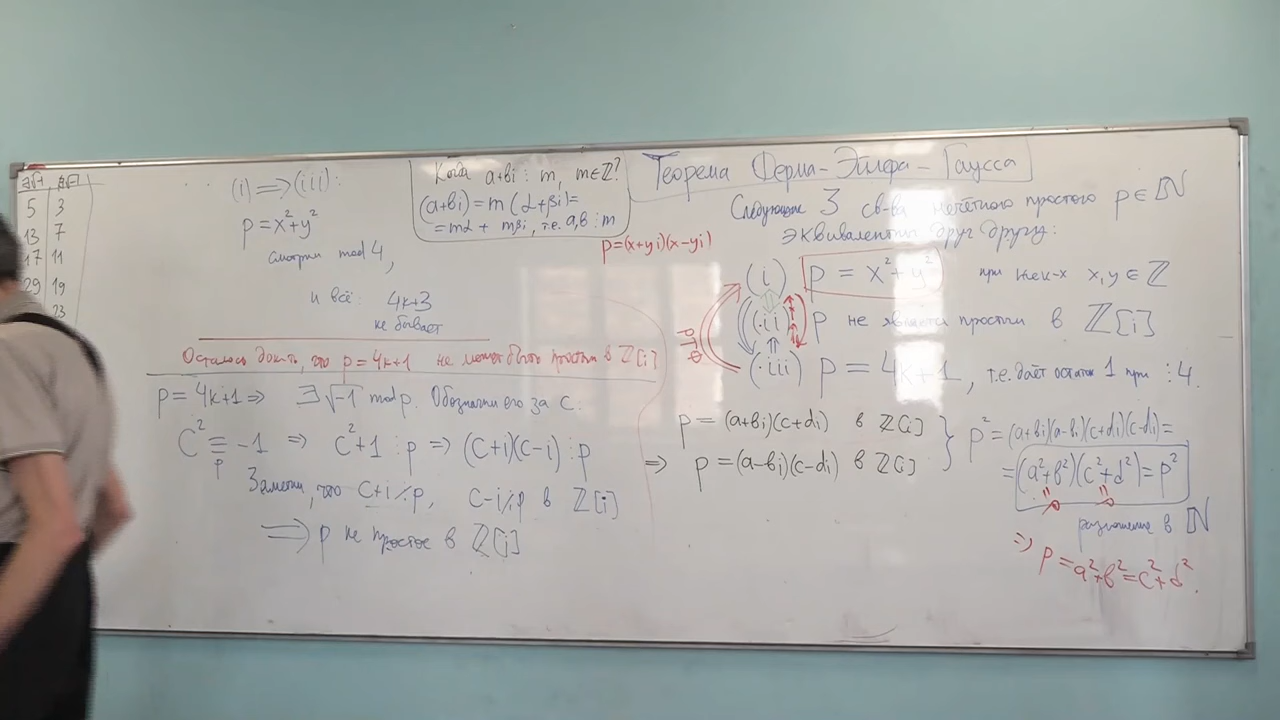 ∃√-1 ∄√-1
5 3
13 7
17 11
29 19
23
(i) ⟹ (iii):
p = x² + y²
смотрим mod 4,
и всё: 4k+3
не бывает
Когда a+bi ⋮ m, m∈ℤ?
(a+bi) = m(α+βi) =
= mα + mβi, т.е. a,b ⋮ m
Осталось док-ть, что p = 4k+1 не может быть простым в ℤ[i]
p = 4k+1 ⇒ ∃ √-1 mod p. Обозначим его за c.
c² ≡ -1 ⇒ c²+1 ⋮ p ⇒ (c+i)(c-i) ⋮ p
p
Заметим, что c+i ⋮̸ p, c-i ⋮̸ p в ℤ[i]
⟹ p не простое в ℤ[i]
Теорема Ферма-Эйлера-Гаусса
Следующие 3 св-ва нечётного простого p∈ℕ
эквивалентны друг другу:
p=(x+yi)(x-yi)
(i) p = x² + y² при нек-х x,y ∈ ℤ
(ii) p не является простым в ℤ[i]
(iii) p = 4k+1, т.е. даёт остаток 1 при ⋮ 4.
p = (a+bi)(c+di) в ℤ[i]
⇒ p = (a-bi)(c-di) в ℤ[i]
p² = (a+bi)(a-bi)(c+di)(c-di) =
= (a²+b²)(c²+d²) = p²
p p
разложение в ℕ
⇒ p = a²+b² = c²+d².